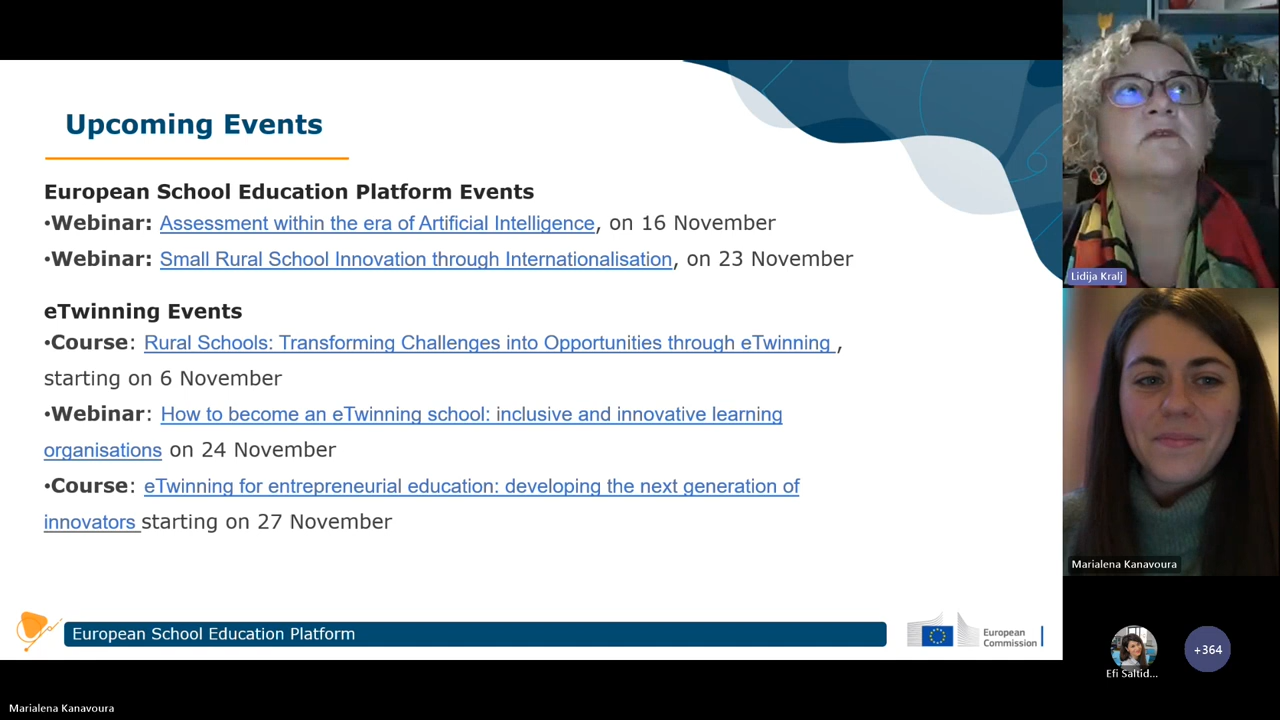 Upcoming Events
European School Education Platform Events
•Webinar: Assessment within the era of Artificial Intelligence, on 16 November
•Webinar: Small Rural School Innovation through Internationalisation, on 23 November
eTwinning Events
•Course: Rural Schools: Transforming Challenges into Opportunities through eTwinning ,
starting on 6 November
•Webinar: How to become an eTwinning school: inclusive and innovative learning
organisations on 24 November
•Course: eTwinning for entrepreneurial education: developing the next generation of
innovators starting on 27 November
European School Education Platform
European
Commission
Lidija Kralj
Marialena Kanavoura
+364
Efi Saltid...
Marialena Kanavoura